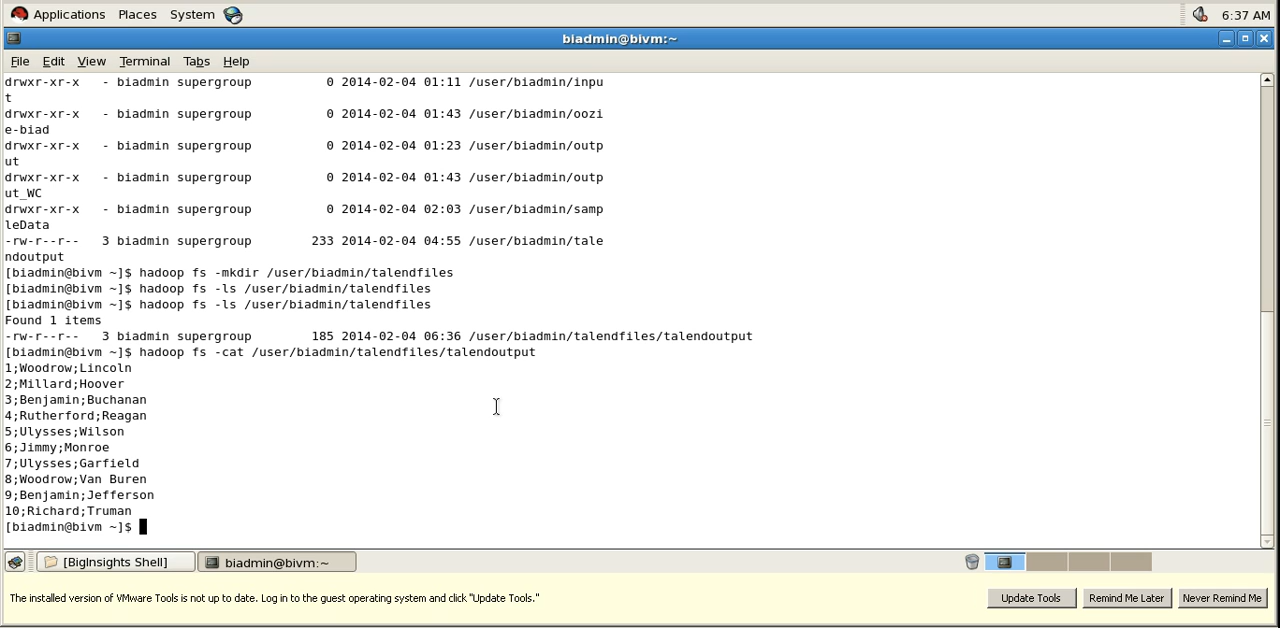 Applications Places System 6:37 AM
biadmin@bivm:~
File Edit View Terminal Tabs Help
drwxr-xr-x   - biadmin supergroup          0 2014-02-04 01:11 /user/biadmin/inpu
t
drwxr-xr-x   - biadmin supergroup          0 2014-02-04 01:43 /user/biadmin/oozi
e-biad
drwxr-xr-x   - biadmin supergroup          0 2014-02-04 01:23 /user/biadmin/outp
ut
drwxr-xr-x   - biadmin supergroup          0 2014-02-04 01:43 /user/biadmin/outp
ut_WC
drwxr-xr-x   - biadmin supergroup          0 2014-02-04 02:03 /user/biadmin/samp
leData
-rw-r--r--   3 biadmin supergroup        233 2014-02-04 04:55 /user/biadmin/tale
ndoutput
[biadmin@bivm ~]$ hadoop fs -mkdir /user/biadmin/talendfiles
[biadmin@bivm ~]$ hadoop fs -ls /user/biadmin/talendfiles
[biadmin@bivm ~]$ hadoop fs -ls /user/biadmin/talendfiles
Found 1 items
-rw-r--r--   3 biadmin supergroup        185 2014-02-04 06:36 /user/biadmin/talendfiles/talendoutput
[biadmin@bivm ~]$ hadoop fs -cat /user/biadmin/talendfiles/talendoutput
1;Woodrow;Lincoln
2;Millard;Hoover
3;Benjamin;Buchanan
4;Rutherford;Reagan
5;Ulysses;Wilson
6;Jimmy;Monroe
7;Ulysses;Garfield
8;Woodrow;Van Buren
9;Benjamin;Jefferson
10;Richard;Truman
[biadmin@bivm ~]$
[BigInsights Shell] biadmin@bivm:~
The installed version of VMware Tools is not up to date. Log in to the guest operating system and click "Update Tools." Update Tools Remind Me Later Never Remind Me